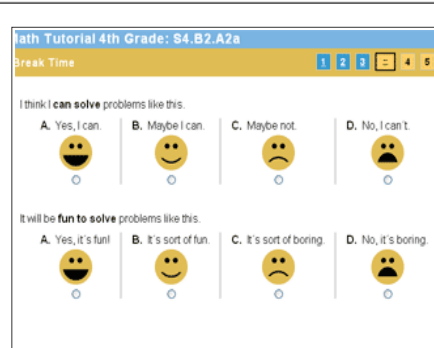 Math Tutorial 4th Grade: S4.B2.A2a
Break Time 1 2 3 = 4 5
I think I can solve problems like this.
A. Yes, I can. B. Maybe I can. C. Maybe not. D. No, I can't.
It will be fun to solve problems like this.
A. Yes, it's fun! B. It's sort of fun. C. It's sort of boring. D. No, it's boring.